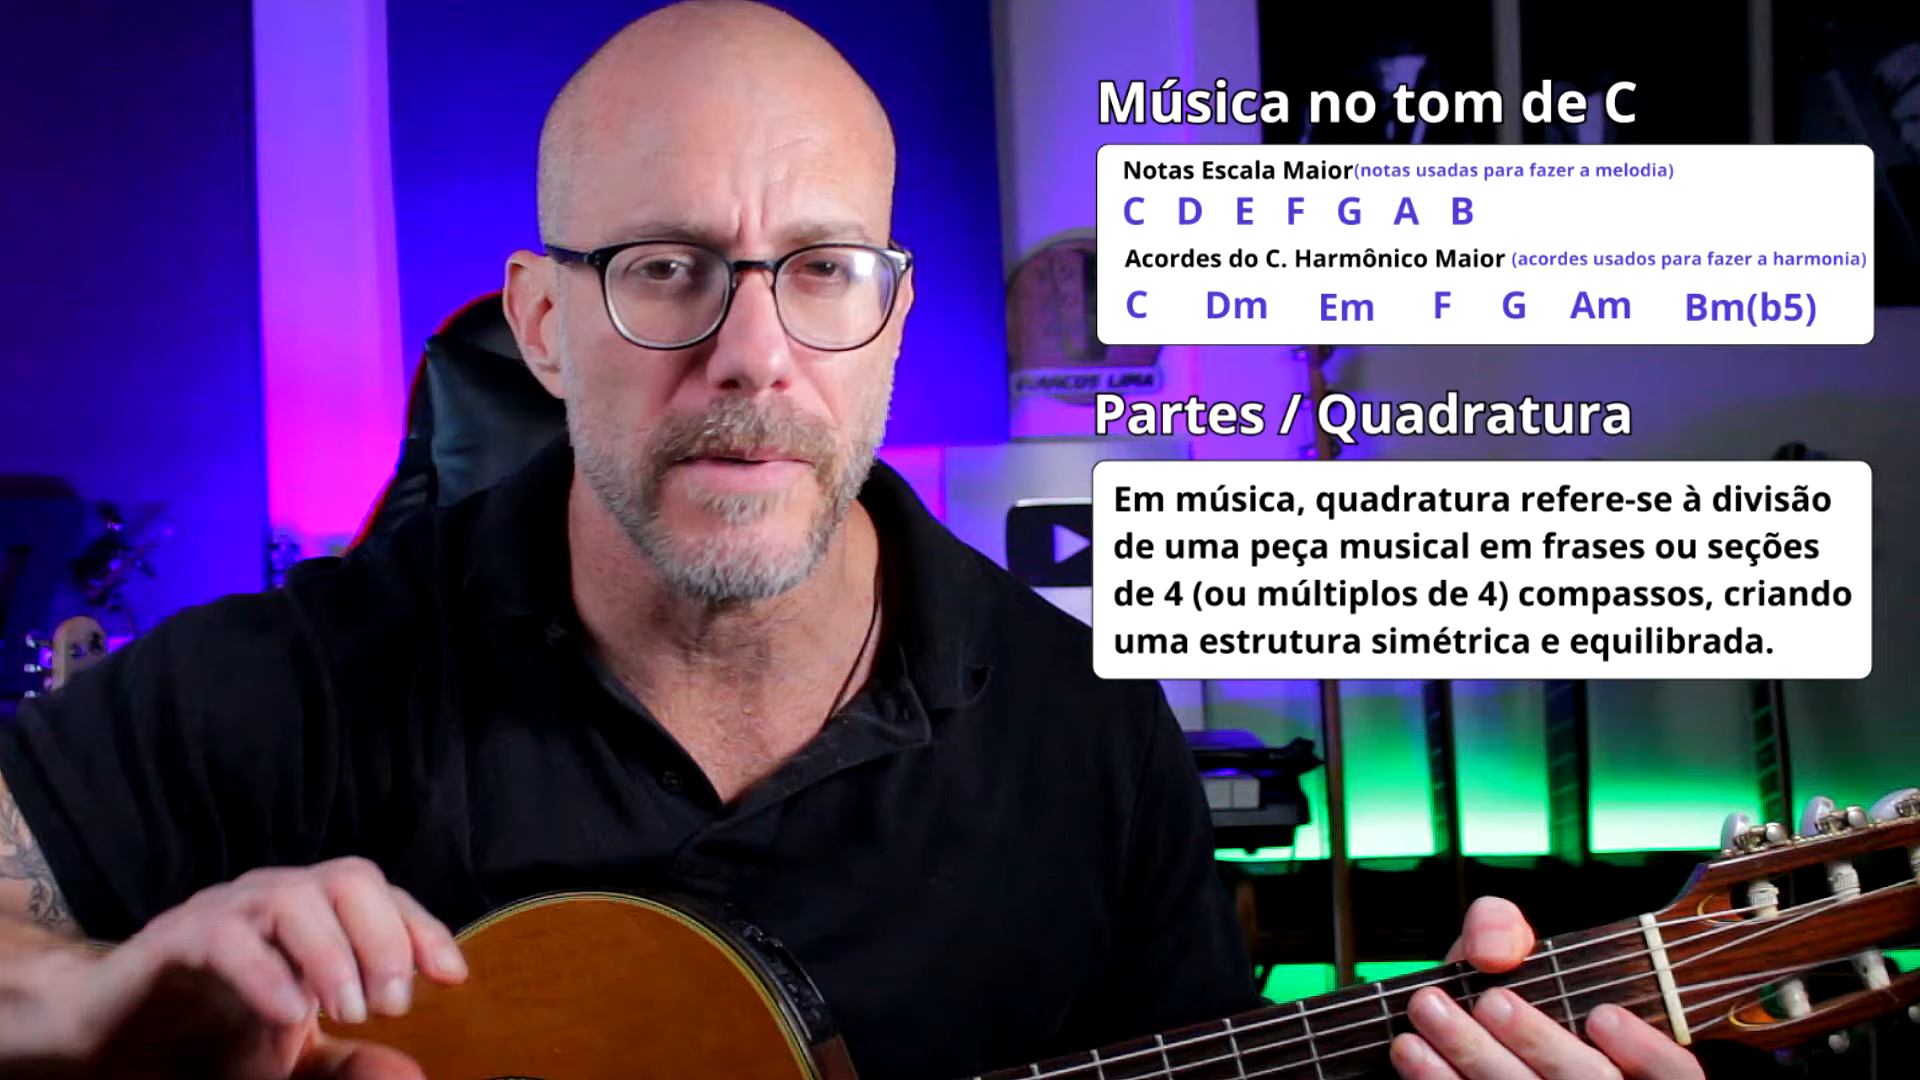 Música no tom de C
Notas Escala Maior(notas usadas para fazer a melodia)
C D E F G A B
Acordes do C. Harmônico Maior (acordes usados para fazer a harmonia)
C Dm Em F G Am Bm(b5)
MARCOS LIMA
Partes / Quadratura
Em música, quadratura refere-se à divisão
de uma peça musical em frases ou seções
de 4 (ou múltiplos de 4) compassos, criando
uma estrutura simétrica e equilibrada.